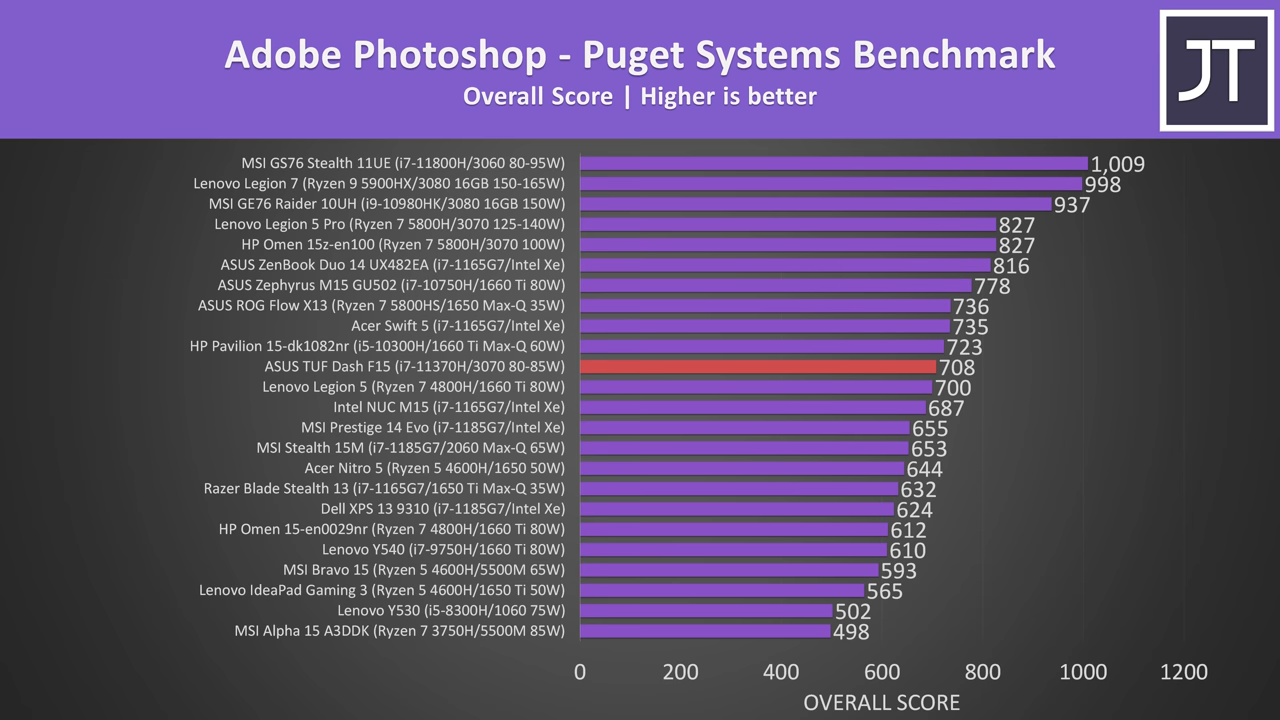 Adobe Photoshop - Puget Systems Benchmark
Overall Score | Higher is better
JT
MSI GS76 Stealth 11UE (i7-11800H/3060 80-95W) 1,009
Lenovo Legion 7 (Ryzen 9 5900HX/3080 16GB 150-165W) 998
MSI GE76 Raider 10UH (i9-10980HK/3080 16GB 150W) 937
Lenovo Legion 5 Pro (Ryzen 7 5800H/3070 125-140W) 827
HP Omen 15z-en100 (Ryzen 7 5800H/3070 100W) 827
ASUS ZenBook Duo 14 UX482EA (i7-1165G7/Intel Xe) 816
ASUS Zephyrus M15 GU502 (i7-10750H/1660 Ti 80W) 778
ASUS ROG Flow X13 (Ryzen 7 5800HS/1650 Max-Q 35W) 736
Acer Swift 5 (i7-1165G7/Intel Xe) 735
HP Pavilion 15-dk1082nr (i5-10300H/1660 Ti Max-Q 60W) 723
ASUS TUF Dash F15 (i7-11370H/3070 80-85W) 708
Lenovo Legion 5 (Ryzen 7 4800H/1660 Ti 80W) 700
Intel NUC M15 (i7-1165G7/Intel Xe) 687
MSI Prestige 14 Evo (i7-1185G7/Intel Xe) 655
MSI Stealth 15M (i7-1185G7/2060 Max-Q 65W) 653
Acer Nitro 5 (Ryzen 5 4600H/1650 50W) 644
Razer Blade Stealth 13 (i7-1165G7/1650 Ti Max-Q 35W) 632
Dell XPS 13 9310 (i7-1185G7/Intel Xe) 624
HP Omen 15-en0029nr (Ryzen 7 4800H/1660 Ti 80W) 612
Lenovo Y540 (i7-9750H/1660 Ti 80W) 610
MSI Bravo 15 (Ryzen 5 4600H/5500M 65W) 593
Lenovo IdeaPad Gaming 3 (Ryzen 5 4600H/1650 Ti 50W) 565
Lenovo Y530 (i5-8300H/1060 75W) 502
MSI Alpha 15 A3DDK (Ryzen 7 3750H/5500M 85W) 498
0 200 400 600 800 1000 1200
OVERALL SCORE